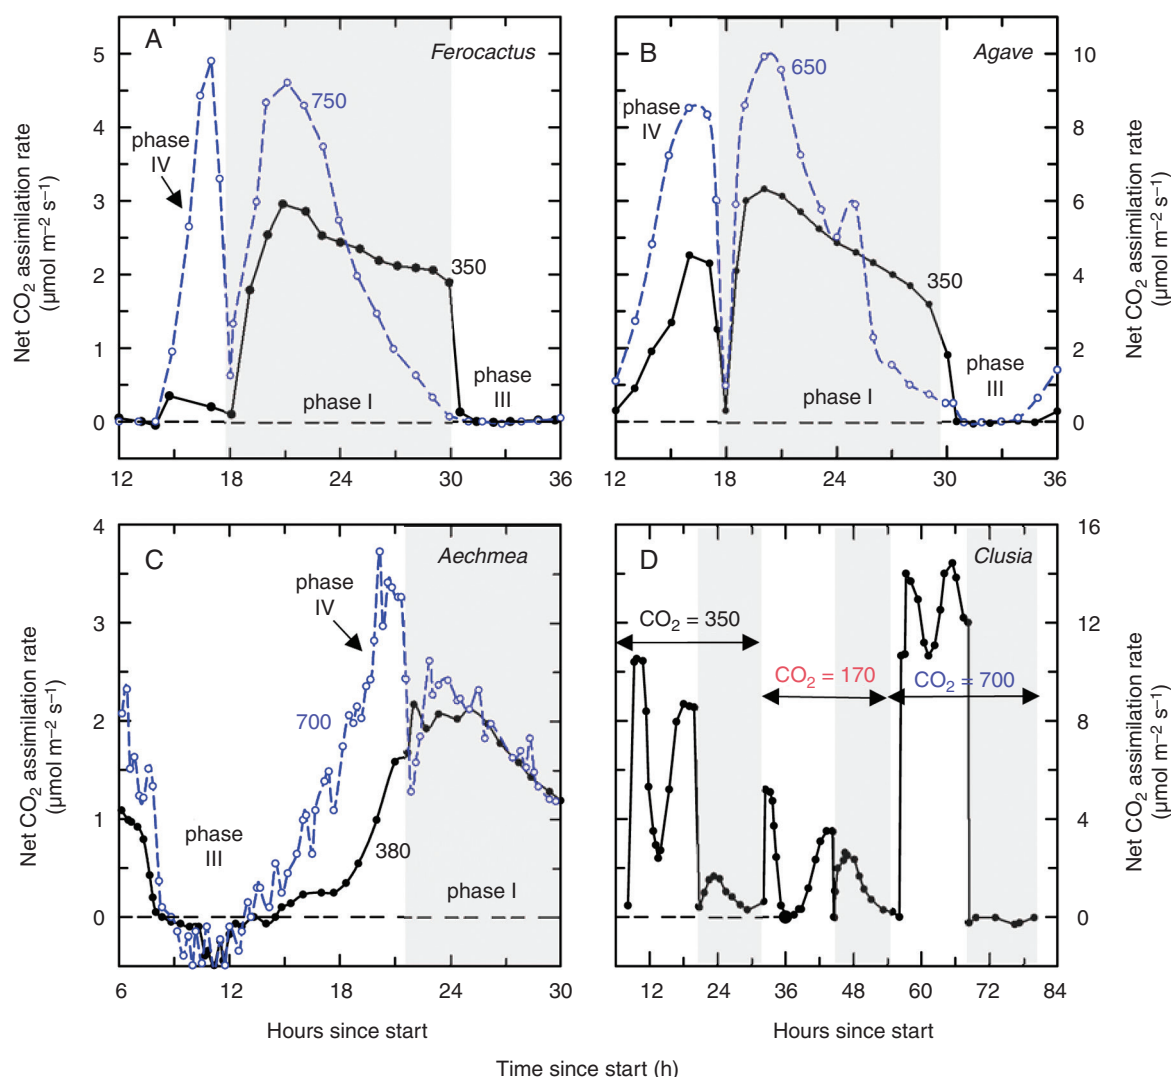 A
Ferocactus
5
4
3
2
1
0
Net CO2 assimilation rate
(µmol m–2 s–1)
phase
IV
750
350
phase I
phase
III
12
18
24
30
36
B
Agave
10
8
6
4
2
0
Net CO2 assimilation rate
(µmol m–2 s–1)
phase
IV
650
350
phase I
phase
III
12
18
24
30
36
C
Aechmea
4
3
2
1
0
Net CO2 assimilation rate
(µmol m–2 s–1)
phase
IV
700
phase
III
380
phase I
6
12
18
24
30
Hours since start
D
Clusia
16
12
8
4
0
Net CO2 assimilation rate
(µmol m–2 s–1)
CO2 = 350
CO2 = 170
CO2 = 700
12
24
36
48
60
72
84
Hours since start
Time since start (h)